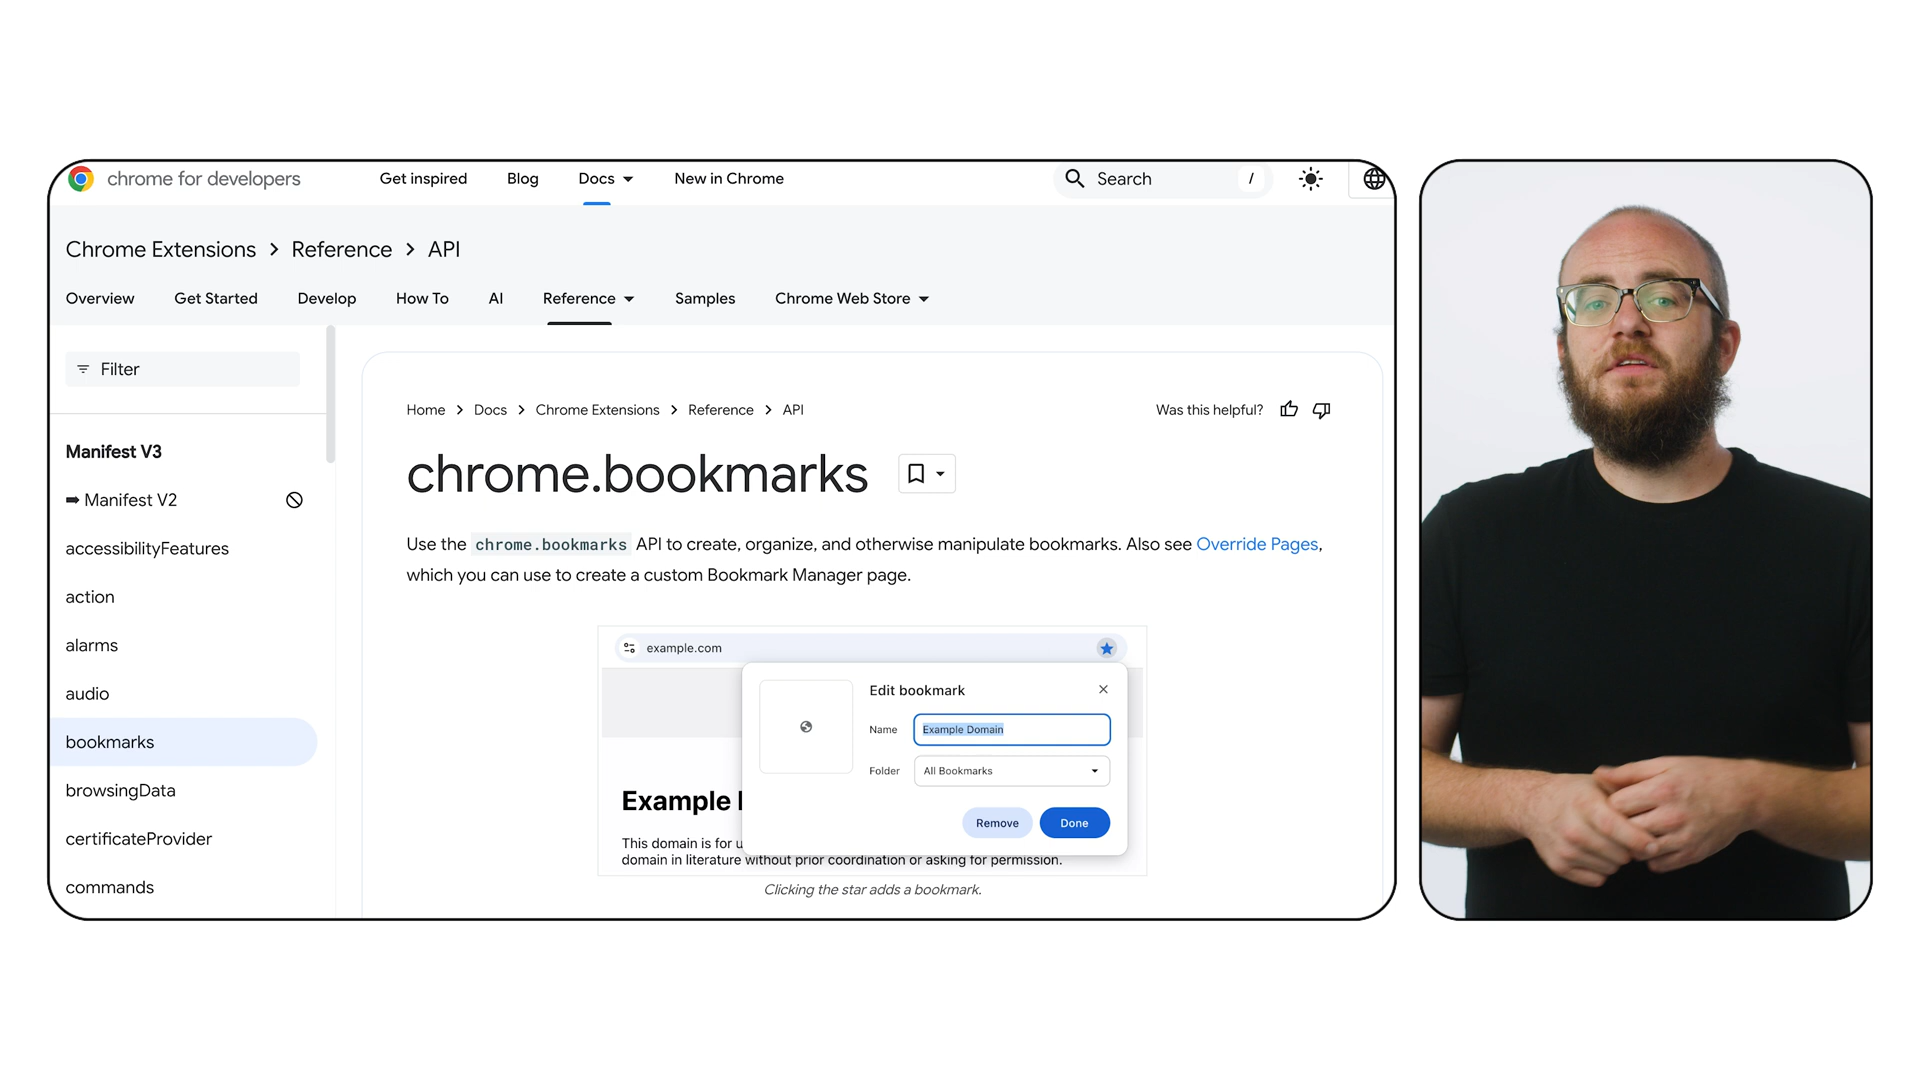 chrome for developers
Get inspired
Blog
Docs
New in Chrome
Search
/
Chrome Extensions > Reference > API
Overview
Get Started
Develop
How To
AI
Reference
Samples
Chrome Web Store
Filter
Manifest V3
➡ Manifest V2
accessibilityFeatures
action
alarms
audio
bookmarks
browsingData
certificateProvider
commands
Home > Docs > Chrome Extensions > Reference > API
Was this helpful?
chrome.bookmarks
Use the chrome.bookmarks API to create, organize, and otherwise manipulate bookmarks. Also see Override Pages,
which you can use to create a custom Bookmark Manager page.
example.com
Edit bookmark
Name
Example Domain
Folder
All Bookmarks
Remove
Done
Example
This domain is for u
domain in literature without prior coordination or asking for permission.
Clicking the star adds a bookmark.